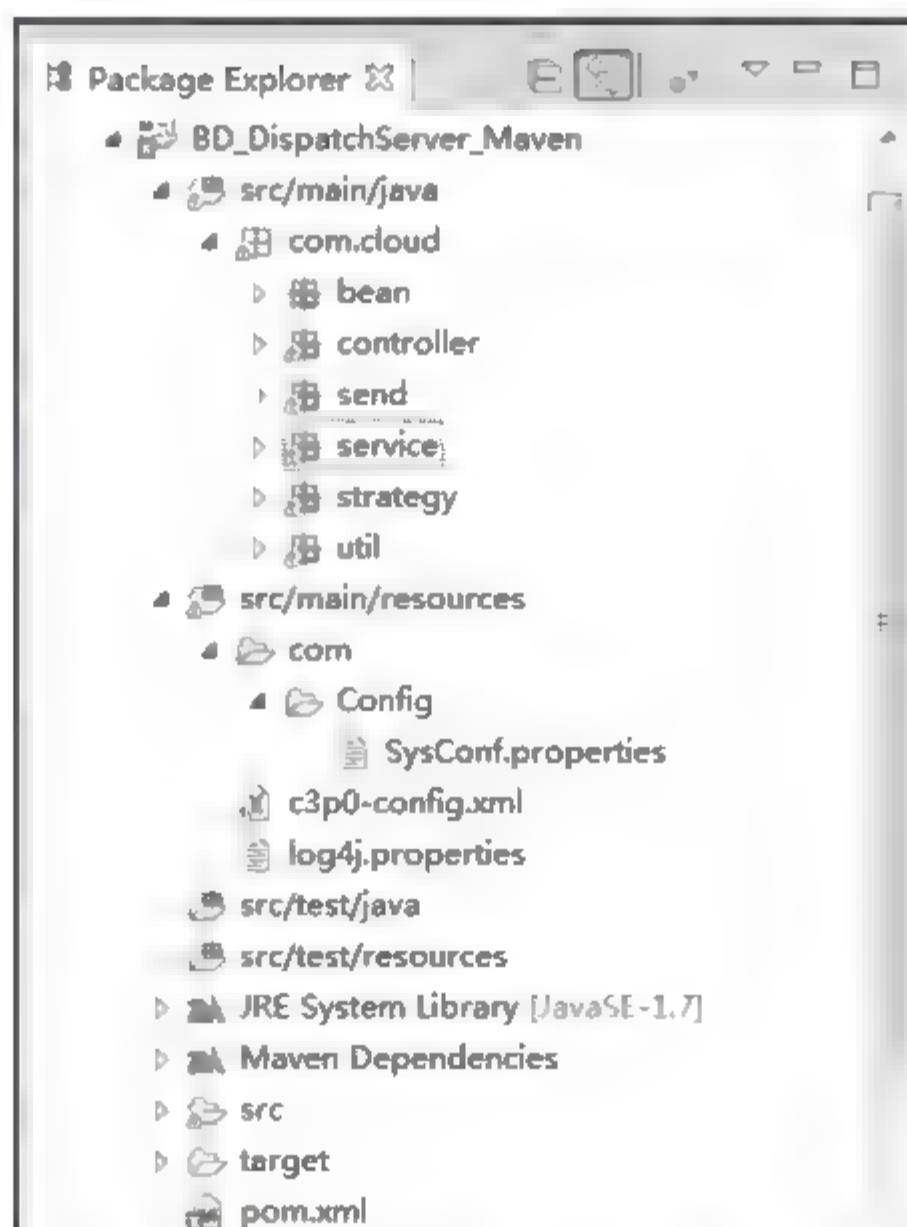 Package Explorer
BD_DispatchServer_Maven
src/main/java
com.cloud
bean
controller
send
service
strategy
util
src/main/resources
com
Config
SysConf.properties
c3p0-config.xml
log4j.properties
src/test/java
src/test/resources
JRE System Library [JavaSE-1.7]
Maven Dependencies
src
target
pom.xml